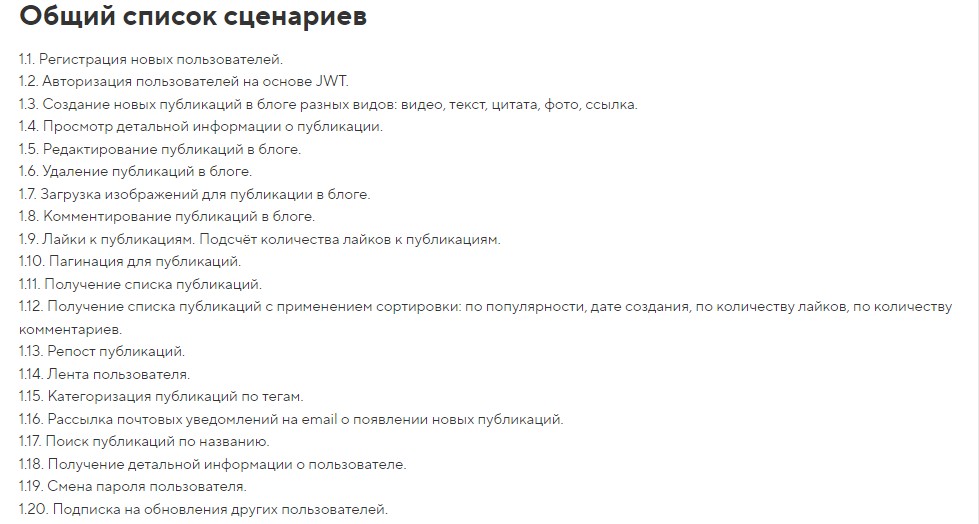 Общий список сценариев
1.1. Регистрация новых пользователей.
1.2. Авторизация пользователей на основе JWT.
1.3. Создание новых публикаций в блоге разных видов: видео, текст, цитата, фото, ссылка.
1.4. Просмотр детальной информации о публикации.
1.5. Редактирование публикаций в блоге.
1.6. Удаление публикаций в блоге.
1.7. Загрузка изображений для публикации в блоге.
1.8. Комментирование публикаций в блоге.
1.9. Лайки к публикациям. Подсчёт количества лайков к публикациям.
1.10. Пагинация для публикаций.
1.11. Получение списка публикаций.
1.12. Получение списка публикаций с применением сортировки: по популярности, дате создания, по количеству лайков, по количеству
комментариев.
1.13. Репост публикаций.
1.14. Лента пользователя.
1.15. Категоризация публикаций по тегам.
1.16. Рассылка почтовых уведомлений на email о появлении новых публикаций.
1.17. Поиск публикаций по названию.
1.18. Получение детальной информации о пользователе.
1.19. Смена пароля пользователя.
1.20. Подписка на обновления других пользователей.